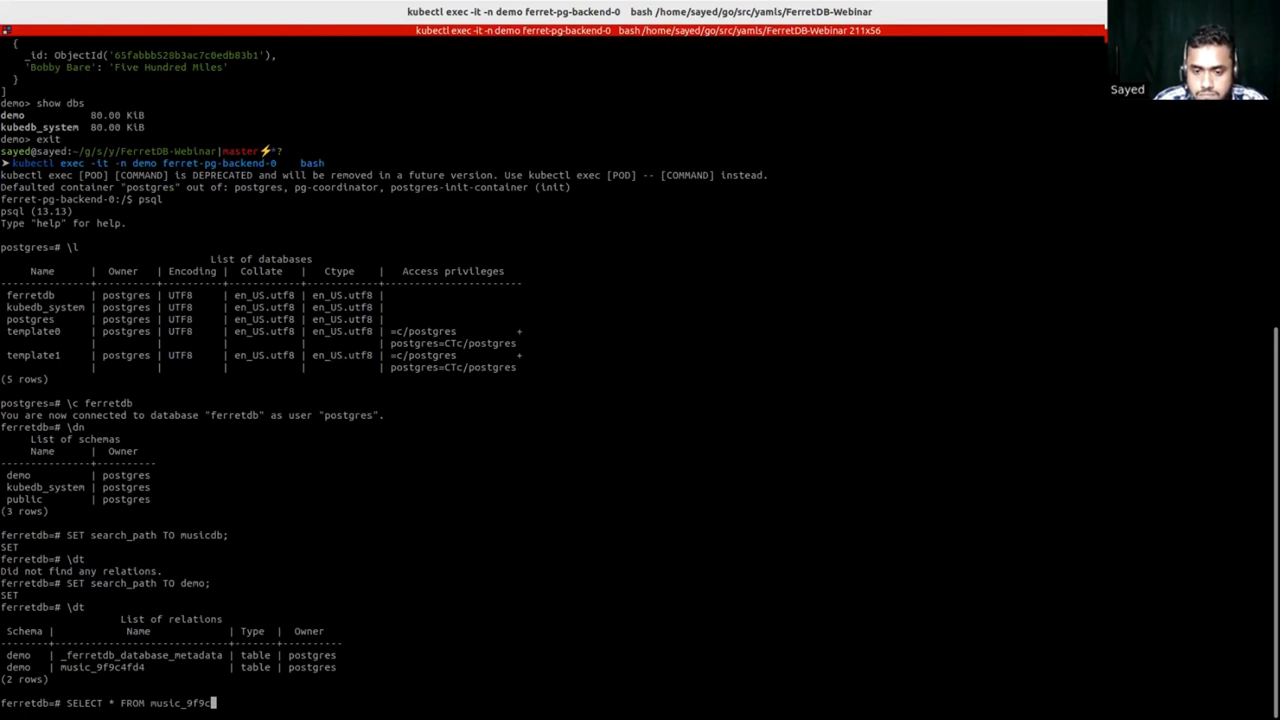 kubectl exec -it -n demo ferret-pg-backend-0   bash /home/sayed/go/src/yamls/FerretDB-Webinar
kubectl exec -it -n demo ferret-pg-backend-0   bash /home/sayed/go/src/yamls/FerretDB-Webinar 211x56
Sayed
  {
    _id: ObjectId('65fabbb528b3ac7c0edb83b1'),
    'Bobby Bare': 'Five Hundred Miles'
  }
]
demo> show dbs
demo           80.00 KiB
kubedb_system  80.00 KiB
demo> exit
sayed@sayed:~/g/s/y/FerretDB-Webinar|master⚡*?
➤ kubectl exec -it -n demo ferret-pg-backend-0    bash
kubectl exec [POD] [COMMAND] is DEPRECATED and will be removed in a future version. Use kubectl exec [POD] -- [COMMAND] instead.
Defaulted container "postgres" out of: postgres, pg-coordinator, postgres-init-container (init)
ferret-pg-backend-0:/$ psql
psql (13.13)
Type "help" for help.
postgres=# \l
                                  List of databases
     Name      |  Owner   | Encoding |  Collate   |   Ctype    |   Access privileges
---------------+----------+----------+------------+------------+-----------------------
 ferretdb      | postgres | UTF8     | en_US.utf8 | en_US.utf8 |
 kubedb_system | postgres | UTF8     | en_US.utf8 | en_US.utf8 |
 postgres      | postgres | UTF8     | en_US.utf8 | en_US.utf8 |
 template0     | postgres | UTF8     | en_US.utf8 | en_US.utf8 | =c/postgres          +
               |          |          |            |            | postgres=CTc/postgres
 template1     | postgres | UTF8     | en_US.utf8 | en_US.utf8 | =c/postgres          +
               |          |          |            |            | postgres=CTc/postgres
(5 rows)
postgres=# \c ferretdb
You are now connected to database "ferretdb" as user "postgres".
ferretdb=# \dn
    List of schemas
     Name      |  Owner
---------------+----------
 demo          | postgres
 kubedb_system | postgres
 public        | postgres
(3 rows)
ferretdb=# SET search_path TO musicdb;
SET
ferretdb=# \dt
Did not find any relations.
ferretdb=# SET search_path TO demo;
SET
ferretdb=# \dt
                    List of relations
 Schema |            Name             | Type  |  Owner
--------+-----------------------------+-------+----------
 demo   | _ferretdb_database_metadata | table | postgres
 demo   | music_9f9c4fd4              | table | postgres
(2 rows)
ferretdb=# SELECT * FROM music_9f9c